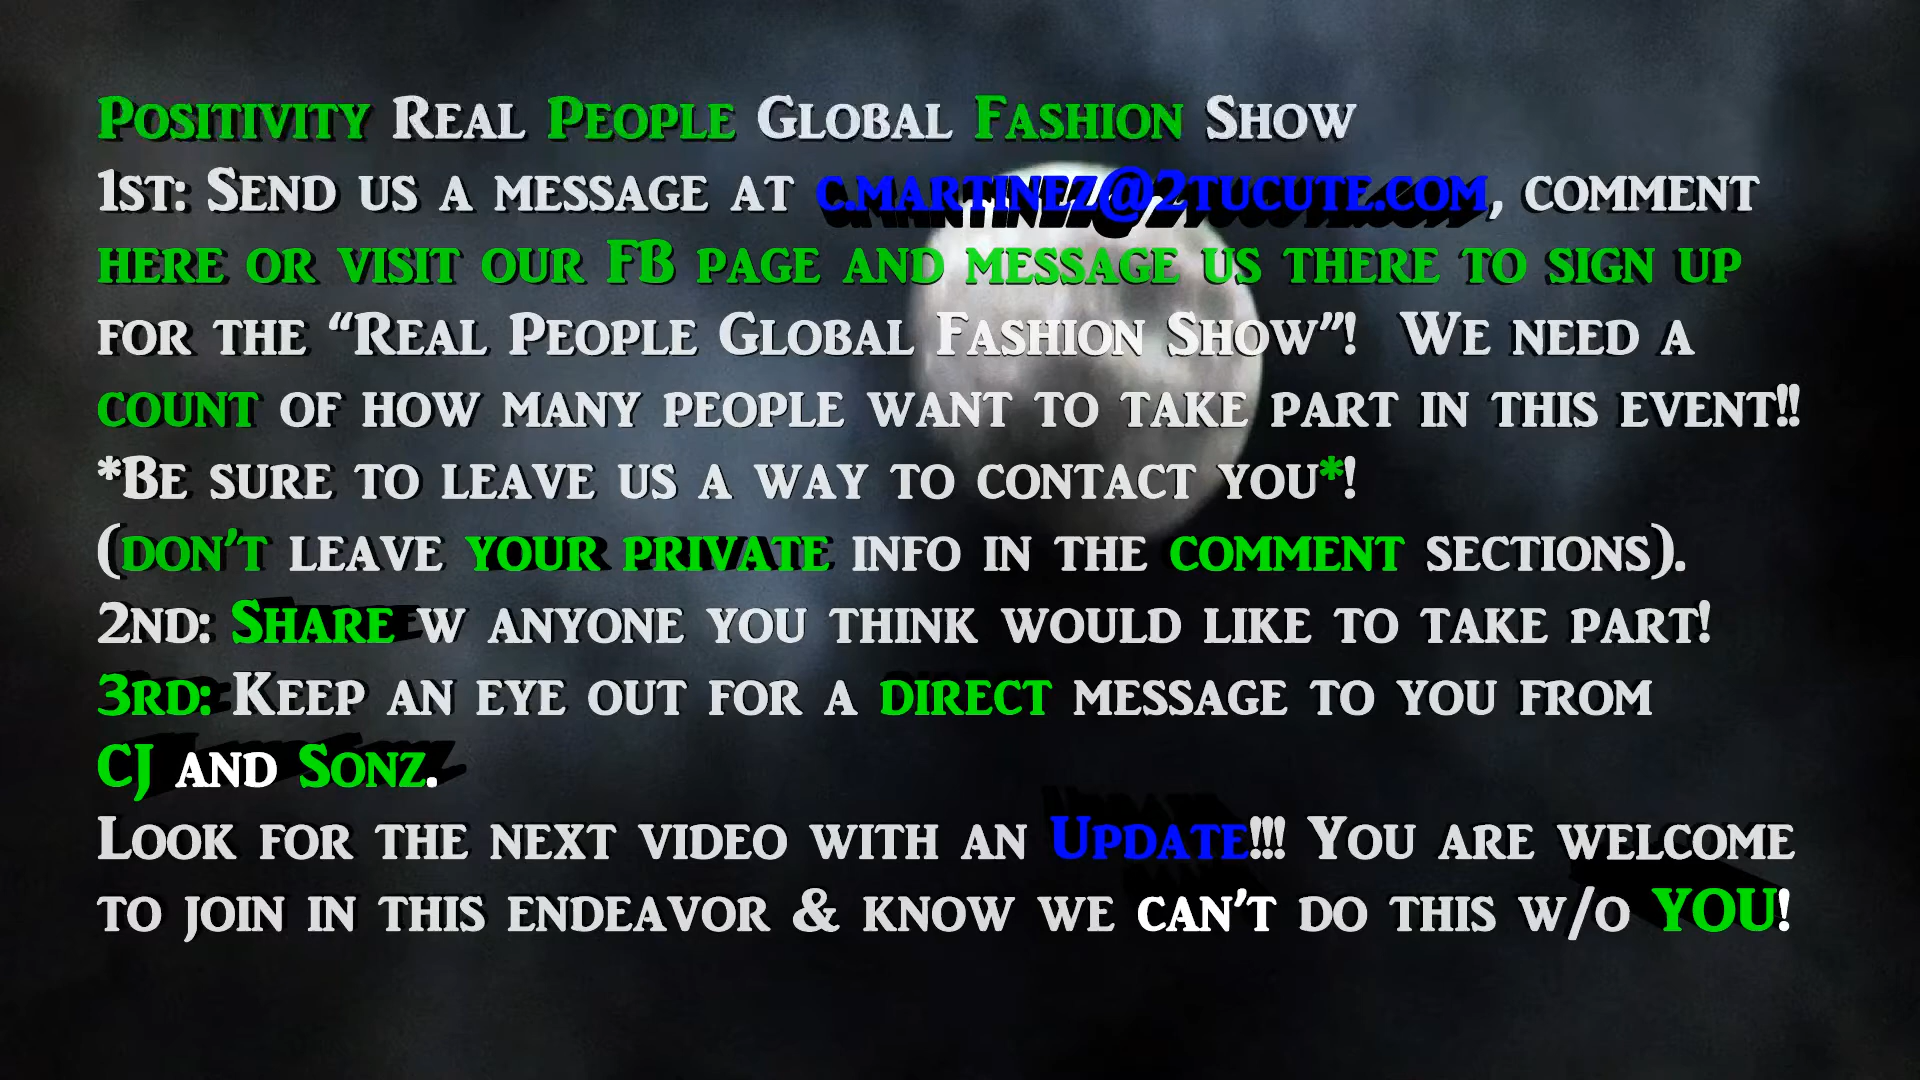 Positivity Real People Global Fashion Show
1st: Send us a message at c.martinez@2tucute.com, comment
here or visit our FB page and message us there to sign up
for the “Real People Global Fashion Show”! We need a
count of how many people want to take part in this event!!
*Be sure to leave us a way to contact you*!
(don't leave your private info in the comment sections).
2nd: Share w anyone you think would like to take part!
3rd: Keep an eye out for a direct message to you from
CJ and Sonz.
Look for the next video with an Update!!! You are welcome
to join in this endeavor & know we can't do this w/o YOU!